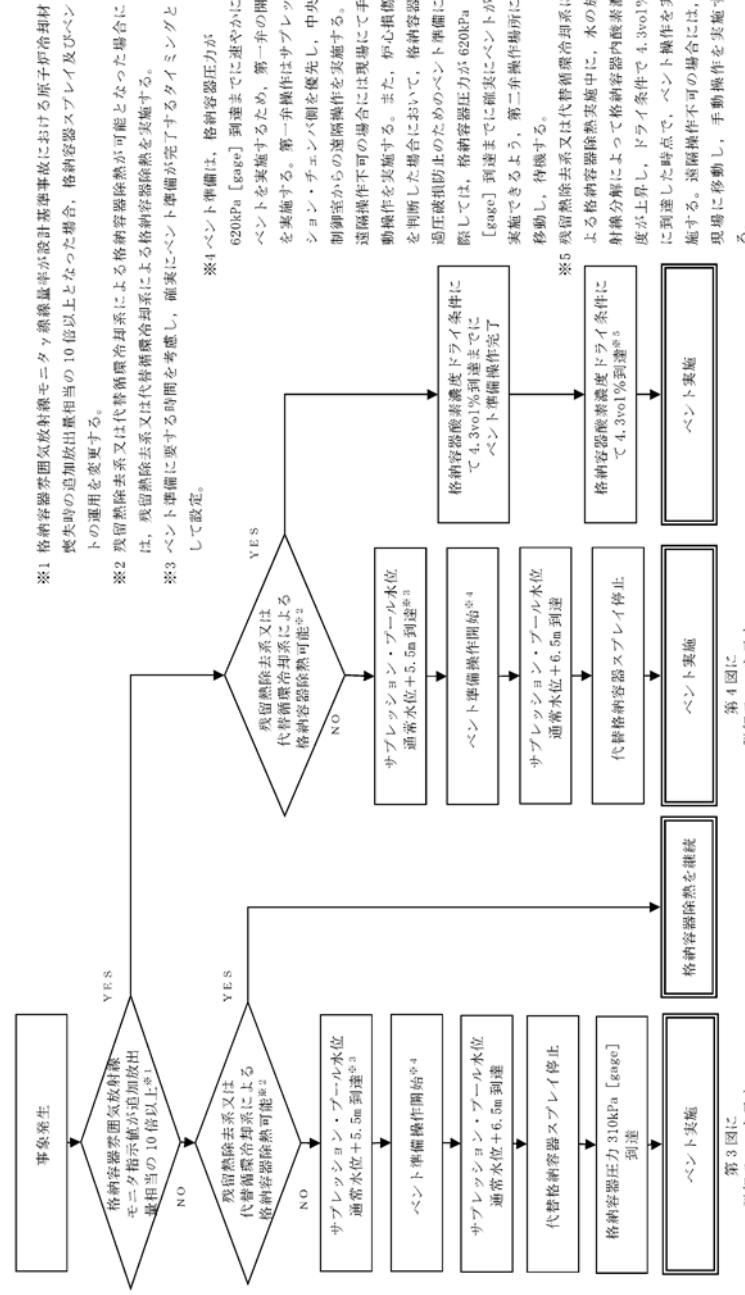 事象発生
格納容器雰囲気放射線
モニタ指示値が追加放出
量相当の10倍以上※1
YES
NO
残留熱除去系又は
代替循環冷却系による
格納容器除熱可能※2
YES
NO
サプレッション・プール水位
通常水位+5.5m到達※3
ベント準備操作開始※4
サプレッション・プール水位
通常水位+6.5m到達
代替格納容器スプレイ停止
格納容器圧力310kPa [gage]
到達
ベント実施
第3図に
格納容器除熱を継続
残留熱除去系又は
代替循環冷却系による
格納容器除熱可能※2
YES
NO
サプレッション・プール水位
通常水位+5.5m到達※3
ベント準備操作開始※4
サプレッション・プール水位
通常水位+6.5m到達
代替格納容器スプレイ停止
ベント実施
第4図に
格納容器酸素濃度ドライ条件に
て4.3vol%到達までに
ベント準備操作完了
格納容器酸素濃度ドライ条件に
て4.3vol%到達※5
ベント実施
※1 格納容器雰囲気放射線モニタγ線線量率が設計基準事故における原子炉冷却材
喪失時の追加放出量相当の10倍以上となった場合,格納容器スプレイ及びベン
トの運用を変更する。
※2 残留熱除去系又は代替循環冷却系による格納容器除熱が可能となった場合に
は,残留熱除去系又は代替循環冷却系による格納容器除熱を実施する。
※3 ベント準備に要する時間を考慮し,確実にベント準備が完了するタイミングと
して設定。
※4 ベント準備は,格納容器圧力が
620kPa [gage] 到達までに速やかに
ベントを実施するため,第一弁の開
を実施する。第一弁操作はサプレッ
ション・チェンバ側を優先し,中央
制御室からの遠隔操作を実施する。
遠隔操作不可の場合には現場にて手
動操作を実施する。また,炉心損傷
を判断した場合において,格納容器
過圧破損防止のためのベント準備に
際しては,格納容器圧力が620kPa
[gage] 到達までに確実にベントが
実施できるよう,第二弁操作場所に
移動し,待機する。
※5 残留熱除去系又は代替循環冷却系に
よる格納容器除熱実施中に,水の放
射線分解によって格納容器内酸素濃
度が上昇し,ドライ条件で4.3vol%
に到達した時点で,ベント操作を実
施する。遠隔操作不可の場合には,
現場に移動し,手動操作を実施す
る。